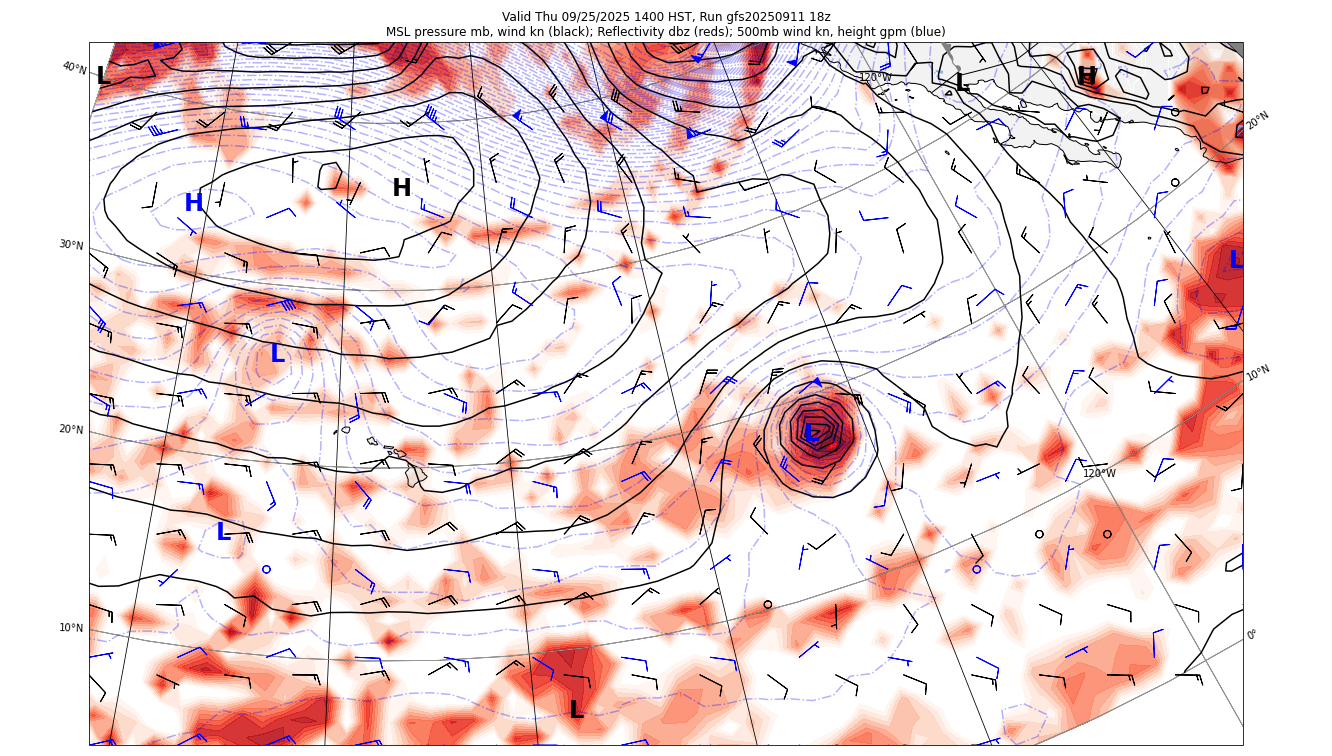 Valid Thu 09/25/2025 1400 HST, Run gfs20250911 18z
MSL pressure mb, wind kn (black); Reflectivity dbz (reds); 500mb wind kn, height gpm (blue)
40°N
L
120°W
L
H
20°N
H
H
30°N
L
L
10°N
20°N
L
120°W
L
10°N
0°
L